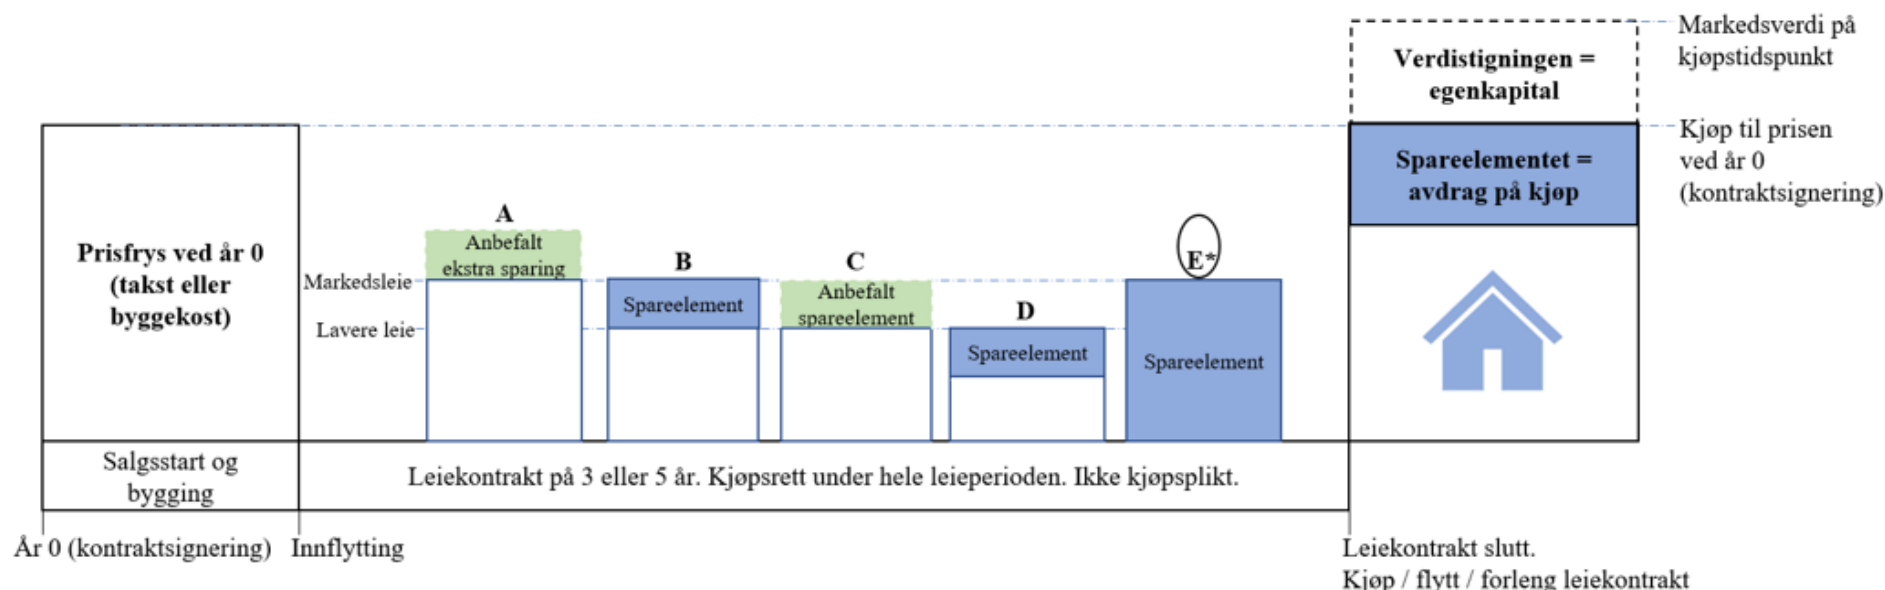 Markedsverdi på
kjøpstidspunkt
Verdistigningen =
egenkapital
Kjøp til prisen
ved år 0
(kontraktsignering)
Spareelementet =
avdrag på kjøp
Prisfrys ved år 0
(takst eller
byggekost)
Markedsleie
Lavere leie
A
Anbefalt
ekstra sparing
B
Spareelement
C
Anbefalt
spareelement
D
Spareelement
E*
Spareelement
Salgsstart og
bygging
Leiekontrakt på 3 eller 5 år. Kjøpsrett under hele leieperioden. Ikke kjøpsplikt.
År 0 (kontraktsignering)
Innflytting
Leiekontrakt slutt.
Kjøp / flytt / forleng leiekontrakt